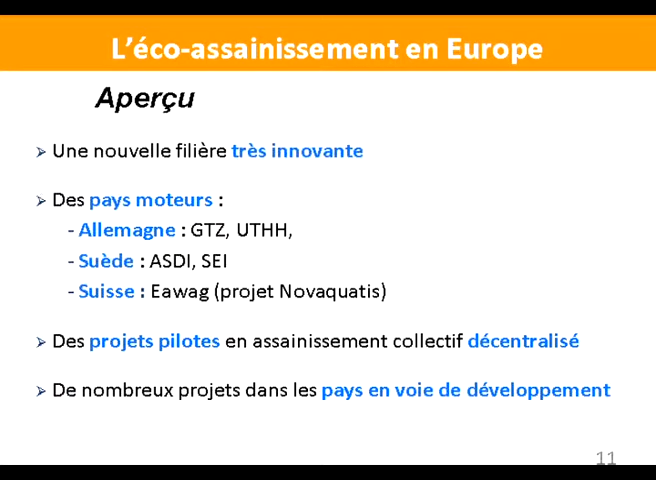 L’éco-assainissement en Europe
Aperçu
➢ Une nouvelle filière très innovante
➢ Des pays moteurs :
- Allemagne : GTZ, UTHH,
- Suède : ASDI, SEI
- Suisse : Eawag (projet Novaquatis)
➢ Des projets pilotes en assainissement collectif décentralisé
➢ De nombreux projets dans les pays en voie de développement
11